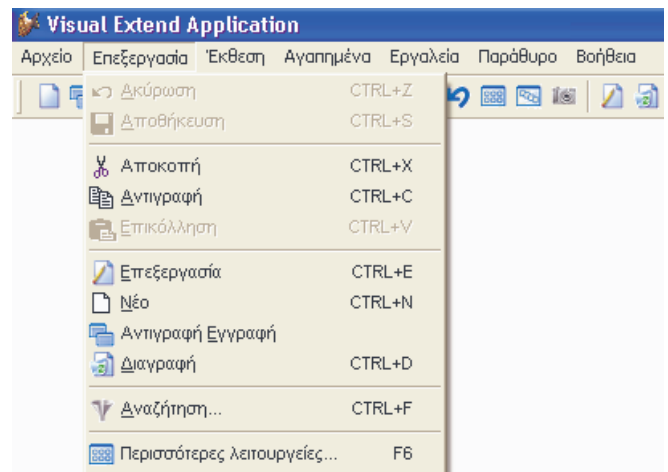 Visual Extend Application
Αρχείο Επεξεργασία Έκθεση Αγαπημένα Εργαλεία Παράθυρο Βοήθεια
Ακύρωση CTRL+Z
Αποθήκευση CTRL+S
Αποκοπή CTRL+X
Αντιγραφή CTRL+C
Επικόλληση CTRL+V
Επεξεργασία CTRL+E
Νέο CTRL+N
Αντιγραφή Εγγραφή
Διαγραφή CTRL+D
Αναζήτηση... CTRL+F
Περισσότερες λειτουργείες... F6